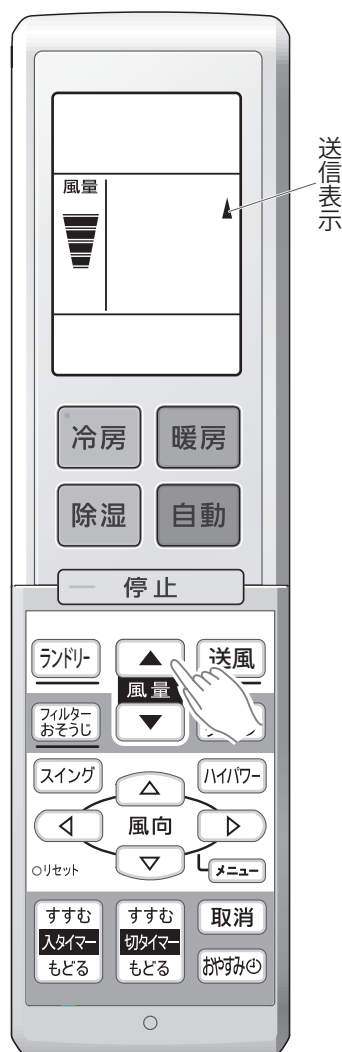 送信表示
風量
冷房
暖房
除湿
自動
停止
ランドリー
▲
風量
▼
送風
フィルター
おそうじ
スイング
ハイパワー
風向
○リセット
メニュー
すすむ
入タイマー
もどる
すすむ
切タイマー
もどる
取消
おやすみ